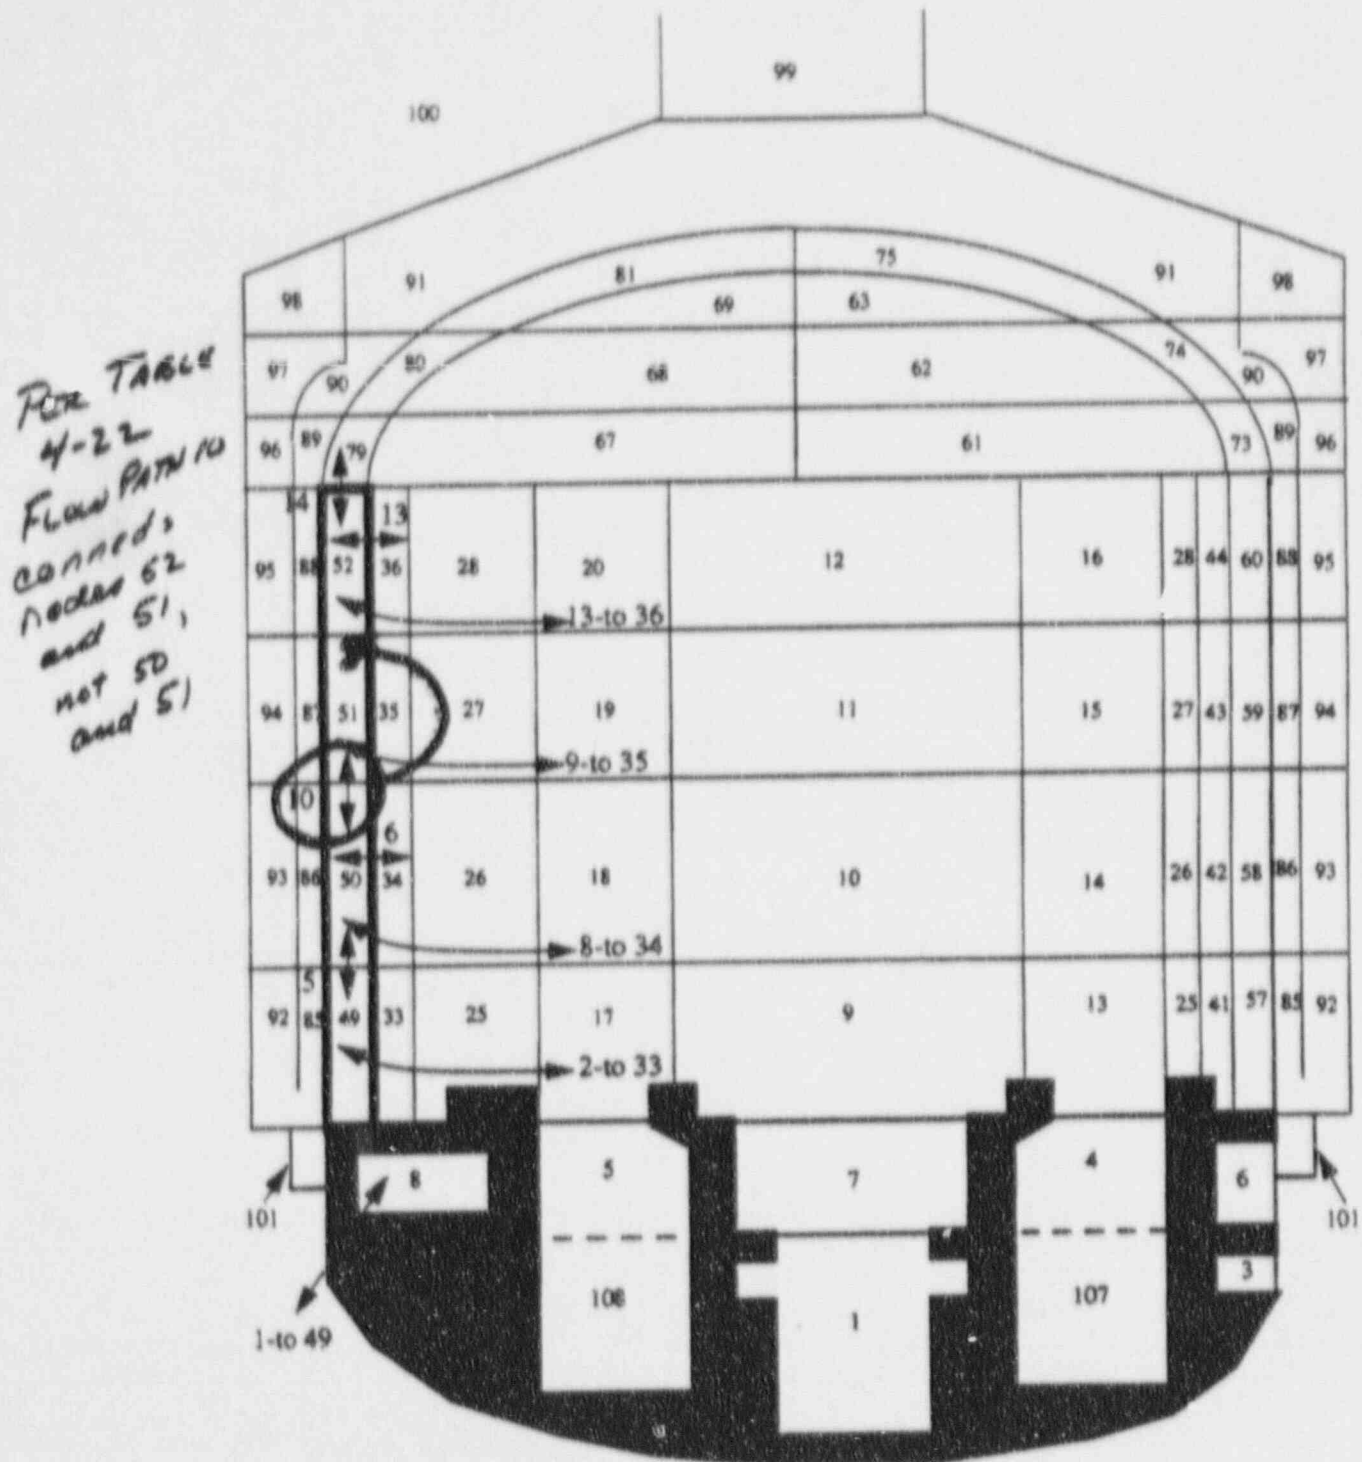 99
100
81 75
98 91 91 98
69 63
PER TABLE
4-22
FLOW PATH 10
connects
nodes 52
and 51,
not 50
and 51
97 90 80 68 62 74 90 97
96 89 79 67 61 73 89 96
14 13
95 88 52 36 28 20 12 16 28 44 60 88 95
13-to 36
94 87 51 35 27 19 11 15 27 43 59 87 94
9-to 35
10
6
93 86 50 34 26 18 10 14 26 42 58 86 93
8-to 34
5
92 85 49 33 25 17 9 13 25 41 57 85 92
2-to 33
8 5 7 4 6
101 101
3
108 1 107
1-to 49